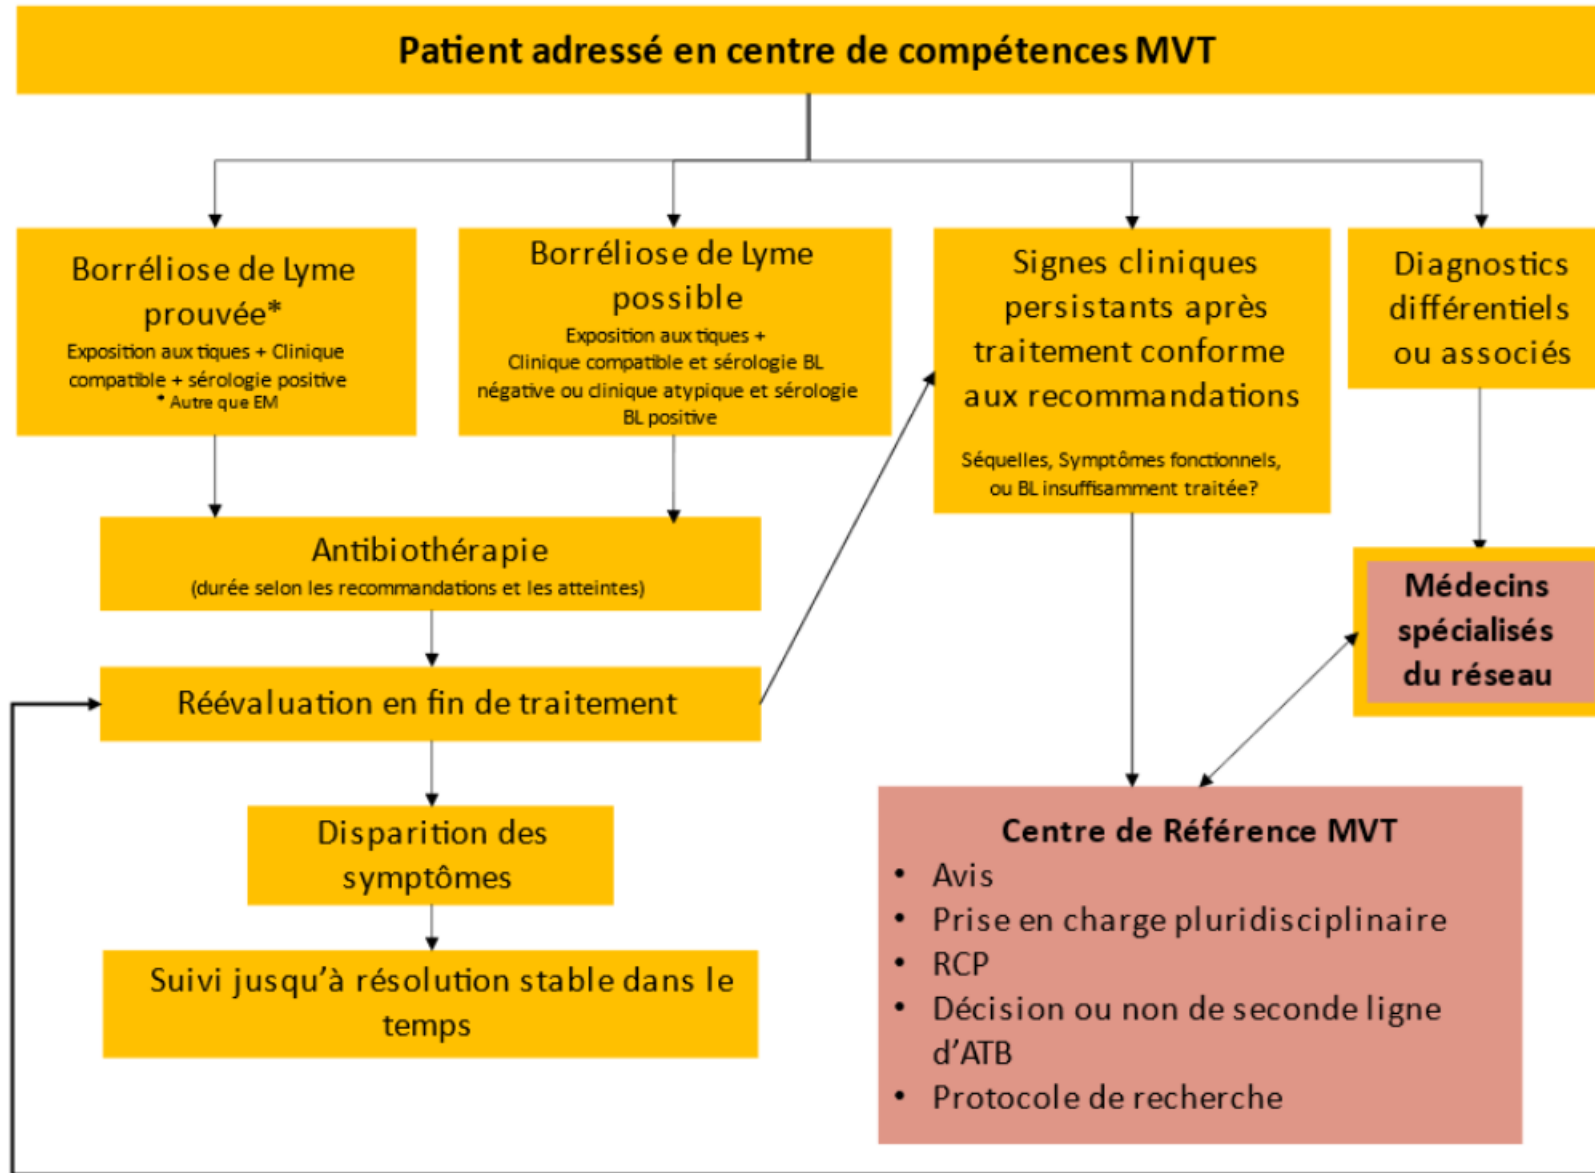 Patient adressé en centre de compétences MVT
Borréliose de Lyme
prouvée*
Exposition aux tiques + Clinique
compatible + sérologie positive
* Autre que EM
Borréliose de Lyme
possible
Exposition aux tiques +
Clinique compatible et sérologie BL
négative ou clinique atypique et sérologie
BL positive
Signes cliniques
persistants après
traitement conforme
aux recommandations
Séquelles, Symptômes fonctionnels,
ou BL insuffisamment traitée?
Diagnostics
différentiels
ou associés
Antibiothérapie
(durée selon les recommandations et les atteintes)
Médecins
spécialisés
du réseau
Réévaluation en fin de traitement
Disparition des
symptômes
Suivi jusqu'à résolution stable dans le
temps
Centre de Référence MVT
• Avis
• Prise en charge pluridisciplinaire
• RCP
• Décision ou non de seconde ligne
d'ATB
• Protocole de recherche